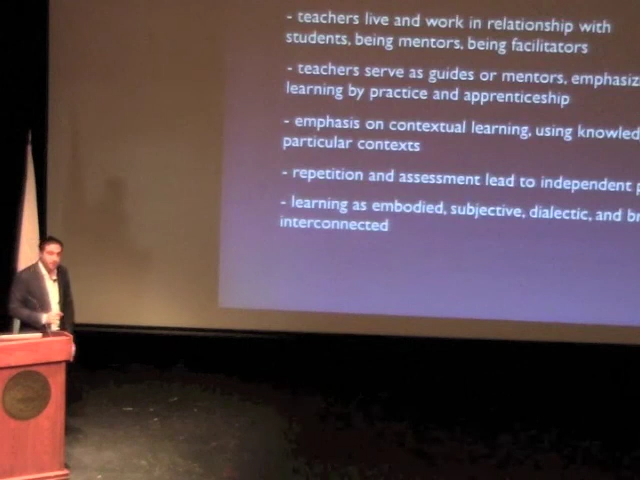 - teachers live and work in relationship with
students, being mentors, being facilitators
- teachers serve as guides or mentors, emphasiz
learning by practice and apprenticeship
- emphasis on contextual learning, using knowled
particular contexts
- repetition and assessment lead to independent p
- learning as embodied, subjective, dialectic, and br
interconnected